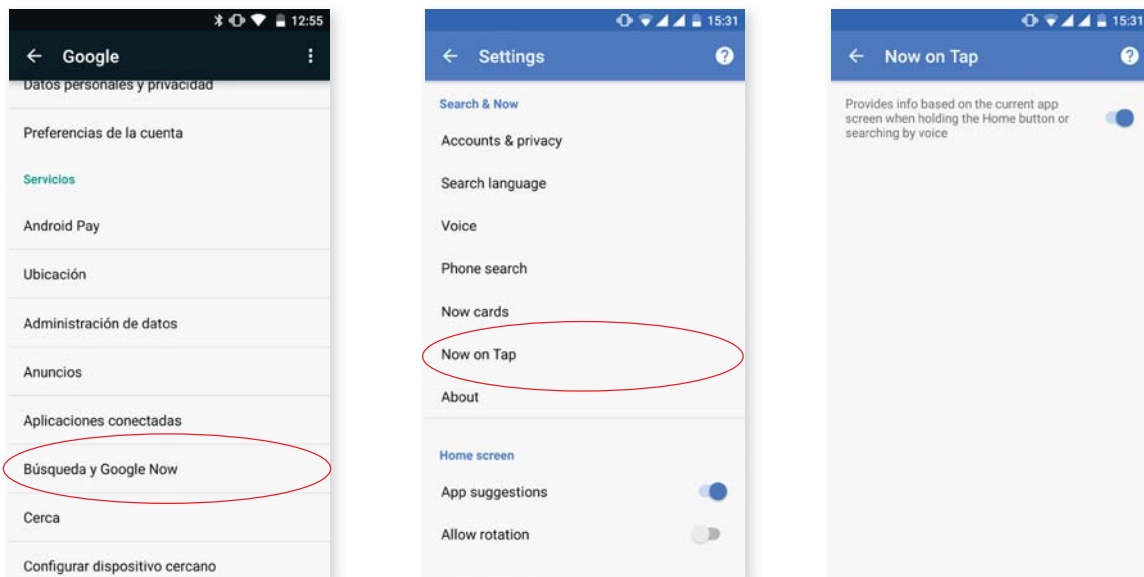 12:55
Google
Datos personales y privacidad
Preferencias de la cuenta
Servicios
Android Pay
Ubicación
Administración de datos
Anuncios
Aplicaciones conectadas
Búsqueda y Google Now
Cerca
Configurar dispositivo cercano
15:31
Settings
Search & Now
Accounts & privacy
Search language
Voice
Phone search
Now cards
Now on Tap
About
Home screen
App suggestions
Allow rotation
15:31
Now on Tap
Provides info based on the current app
screen when holding the Home button or
searching by voice